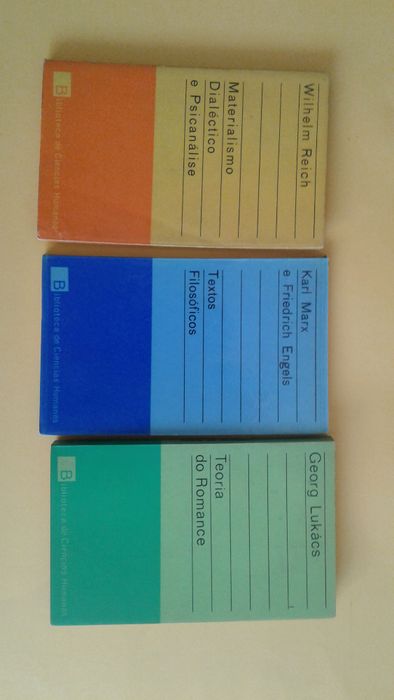 Wilhelm Reich
Materialismo
Dialéctico
e Psicanálise
Biblioteca de Ciências Humanas
Karl Marx
e Friedrich Engels
Textos
Filosóficos
Biblioteca de Ciências Humanas
Georg Lukács
Teoria
do Romance
Biblioteca de Ciências Humanas